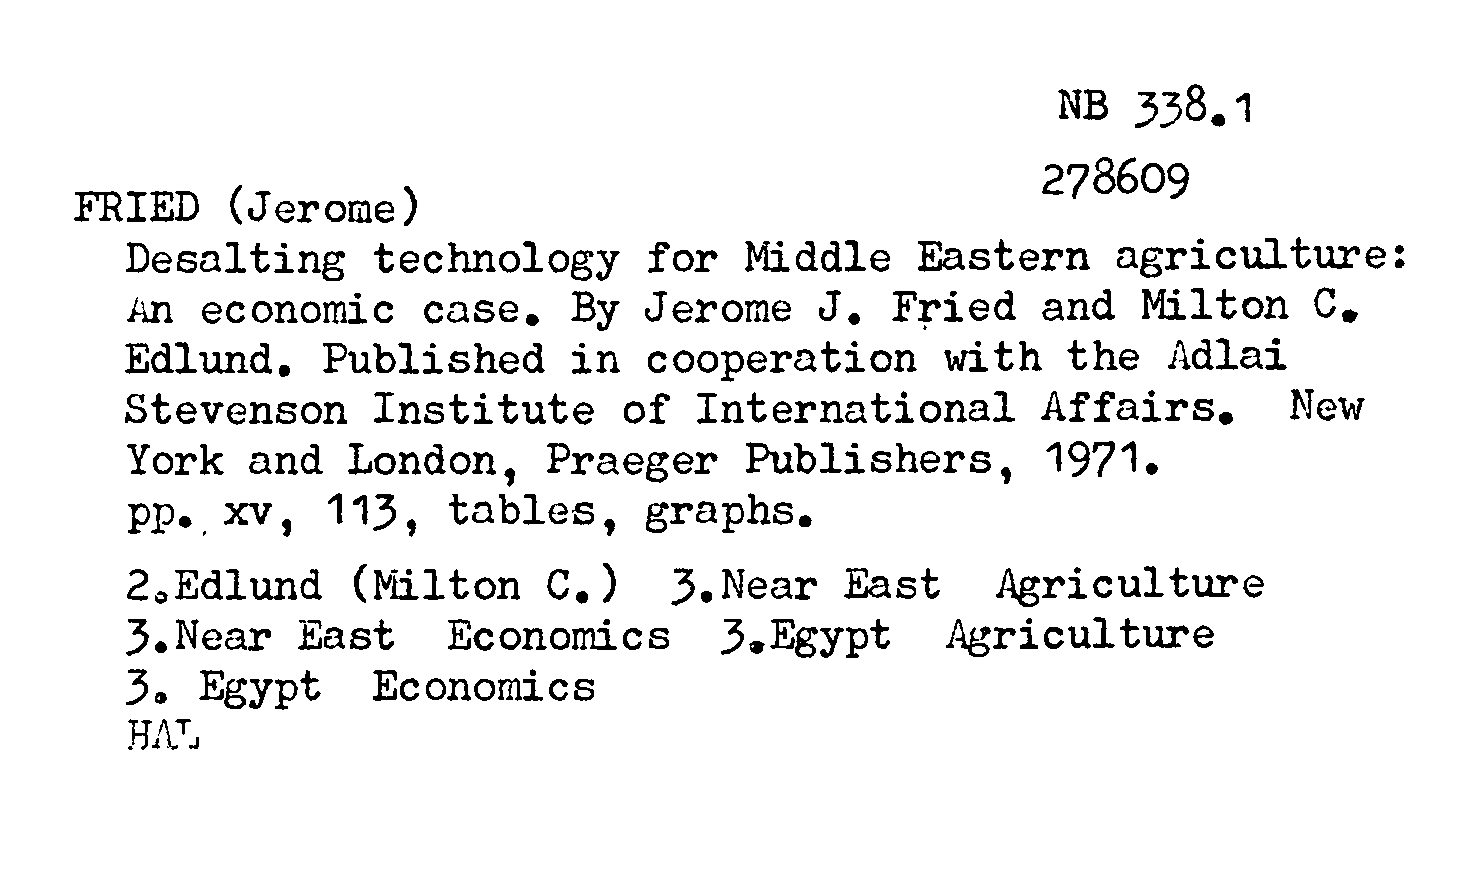 NB 338.1
278609
FRIED (Jerome)
Desalting technology for Middle Eastern agriculture:
An economic case. By Jerome J. Fried and Milton C.
Edlund. Published in cooperation with the Adlai
Stevenson Institute of International Affairs. New
York and London, Praeger Publishers, 1971.
pp. xv, 113, tables, graphs.
2.Edlund (Milton C.) 3.Near East Agriculture
3.Near East Economics 3.Egypt Agriculture
3. Egypt Economics
HAL